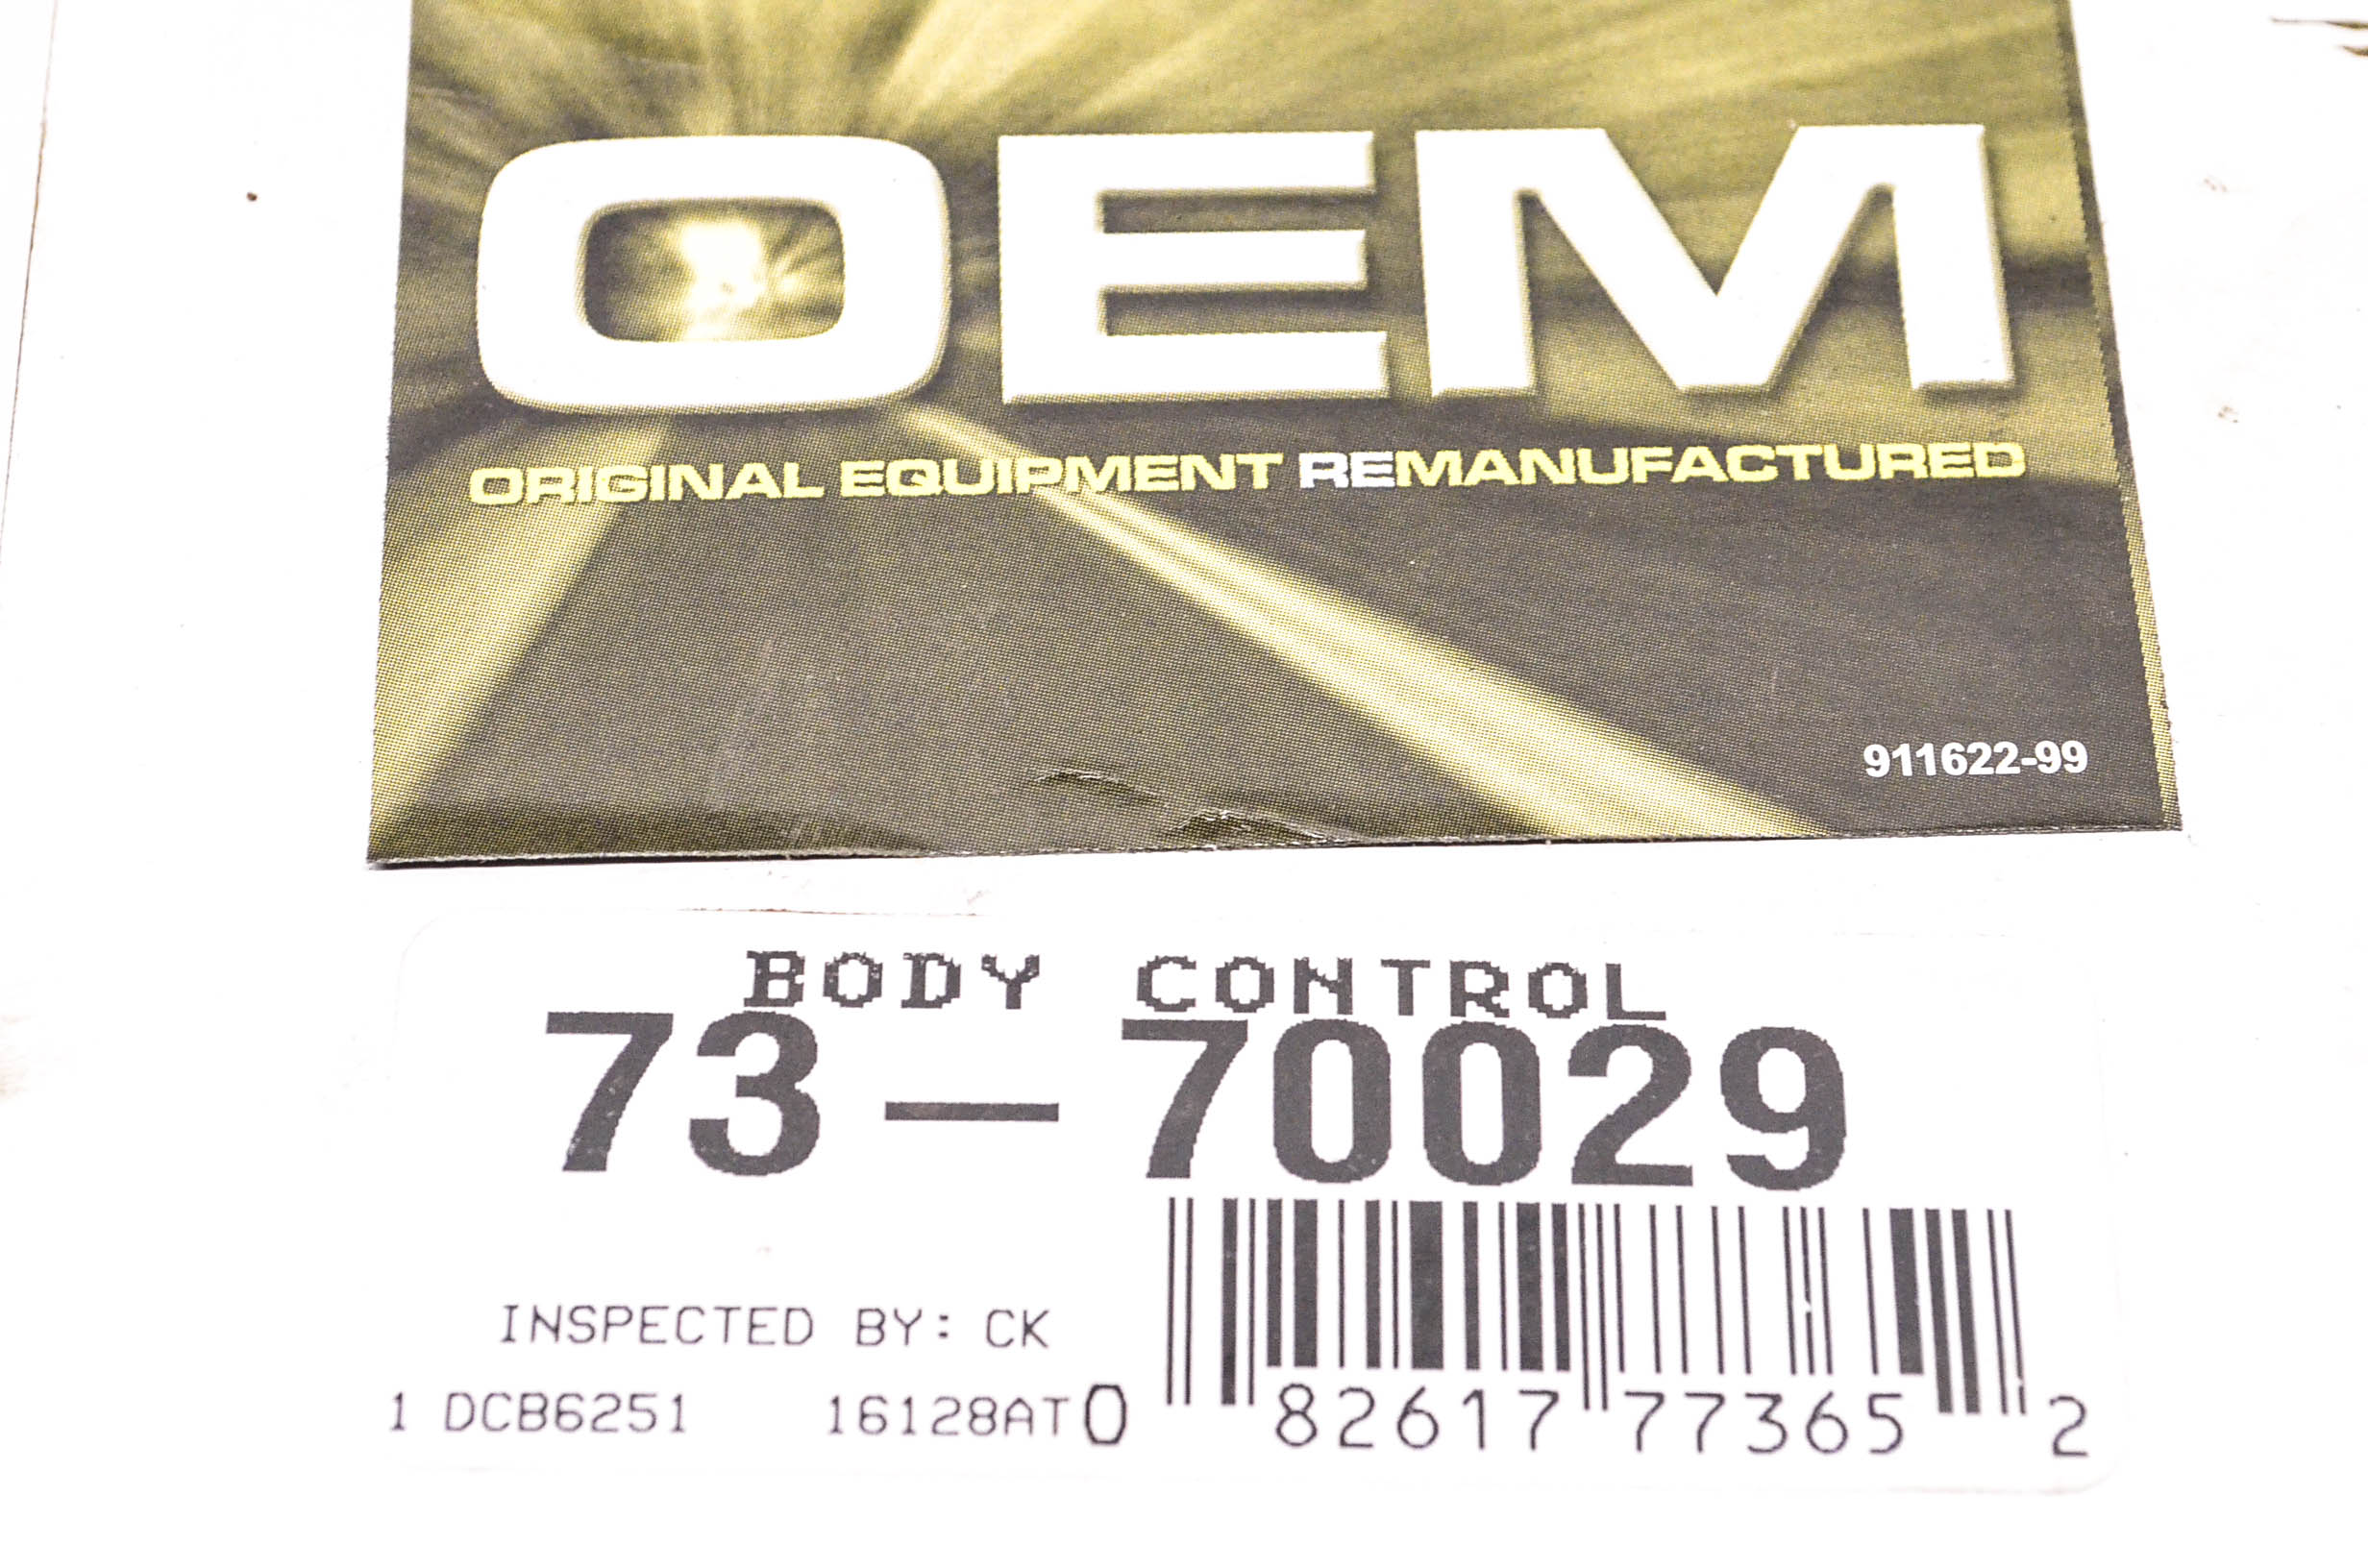 OEM
ORIGINAL EQUIPMENT REMANUFACTURED
911622-99
BODY CONTROL
73-70029
INSPECTED BY: CK
1 DCB6251 16128AT
0 82617 77365 2